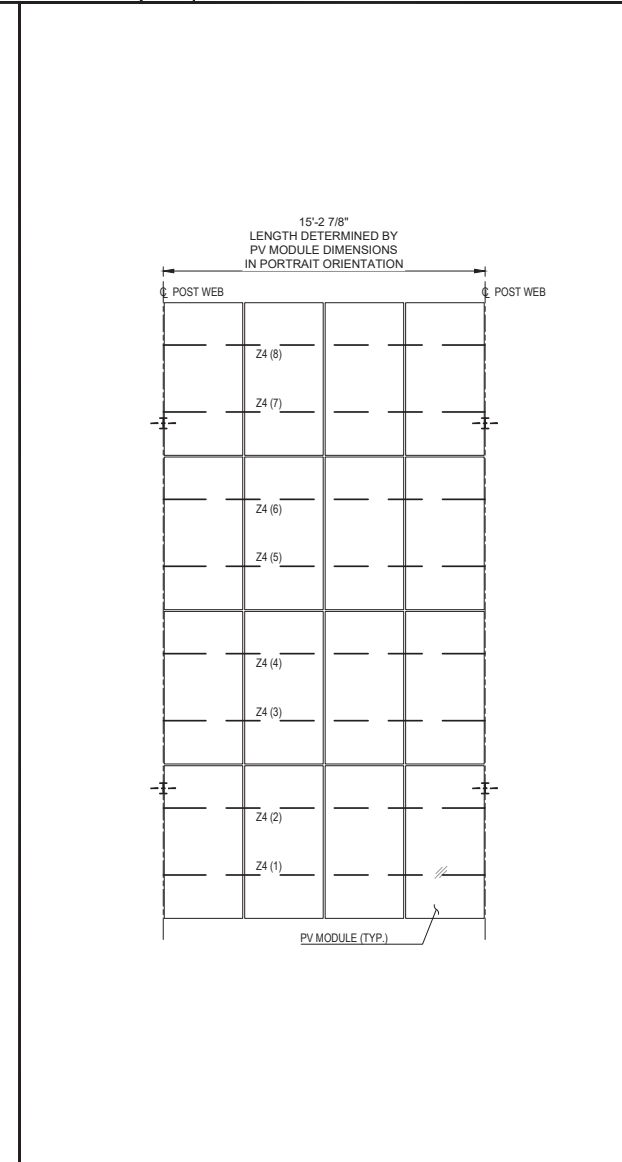 15'-2 7/8"
LENGTH DETERMINED BY
PV MODULE DIMENSIONS
IN PORTRAIT ORIENTATION
℄ POST WEB
℄ POST WEB
Z4 (8)
Z4 (7)
Z4 (6)
Z4 (5)
Z4 (4)
Z4 (3)
Z4 (2)
Z4 (1)
PV MODULE (TYP.)